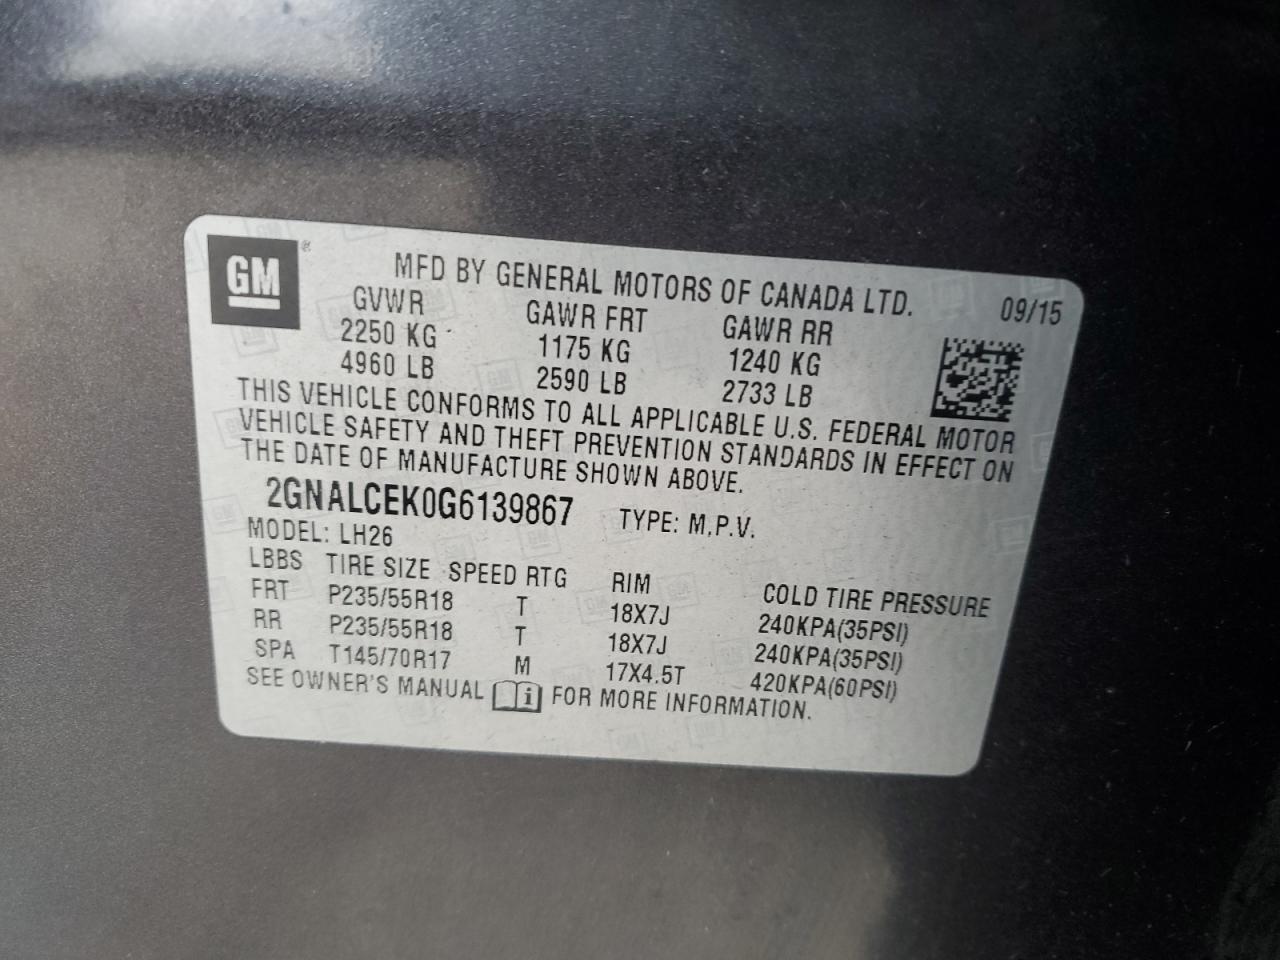 GM®
MFD BY GENERAL MOTORS OF CANADA LTD.
09/15
GVWR GAWR FRT GAWR RR
2250 KG 1175 KG 1240 KG
4960 LB 2590 LB 2733 LB
THIS VEHICLE CONFORMS TO ALL APPLICABLE U.S. FEDERAL MOTOR
VEHICLE SAFETY AND THEFT PREVENTION STANDARDS IN EFFECT ON
THE DATE OF MANUFACTURE SHOWN ABOVE.
2GNALCEK0G6139867 TYPE: M.P.V.
MODEL: LH26
LBBS TIRE SIZE SPEED RTG RIM COLD TIRE PRESSURE
FRT P235/55R18 T 18X7J 240KPA(35PSI)
RR P235/55R18 T 18X7J 240KPA(35PSI)
SPA T145/70R17 M 17X4.5T 420KPA(60PSI)
SEE OWNER'S MANUAL i FOR MORE INFORMATION.